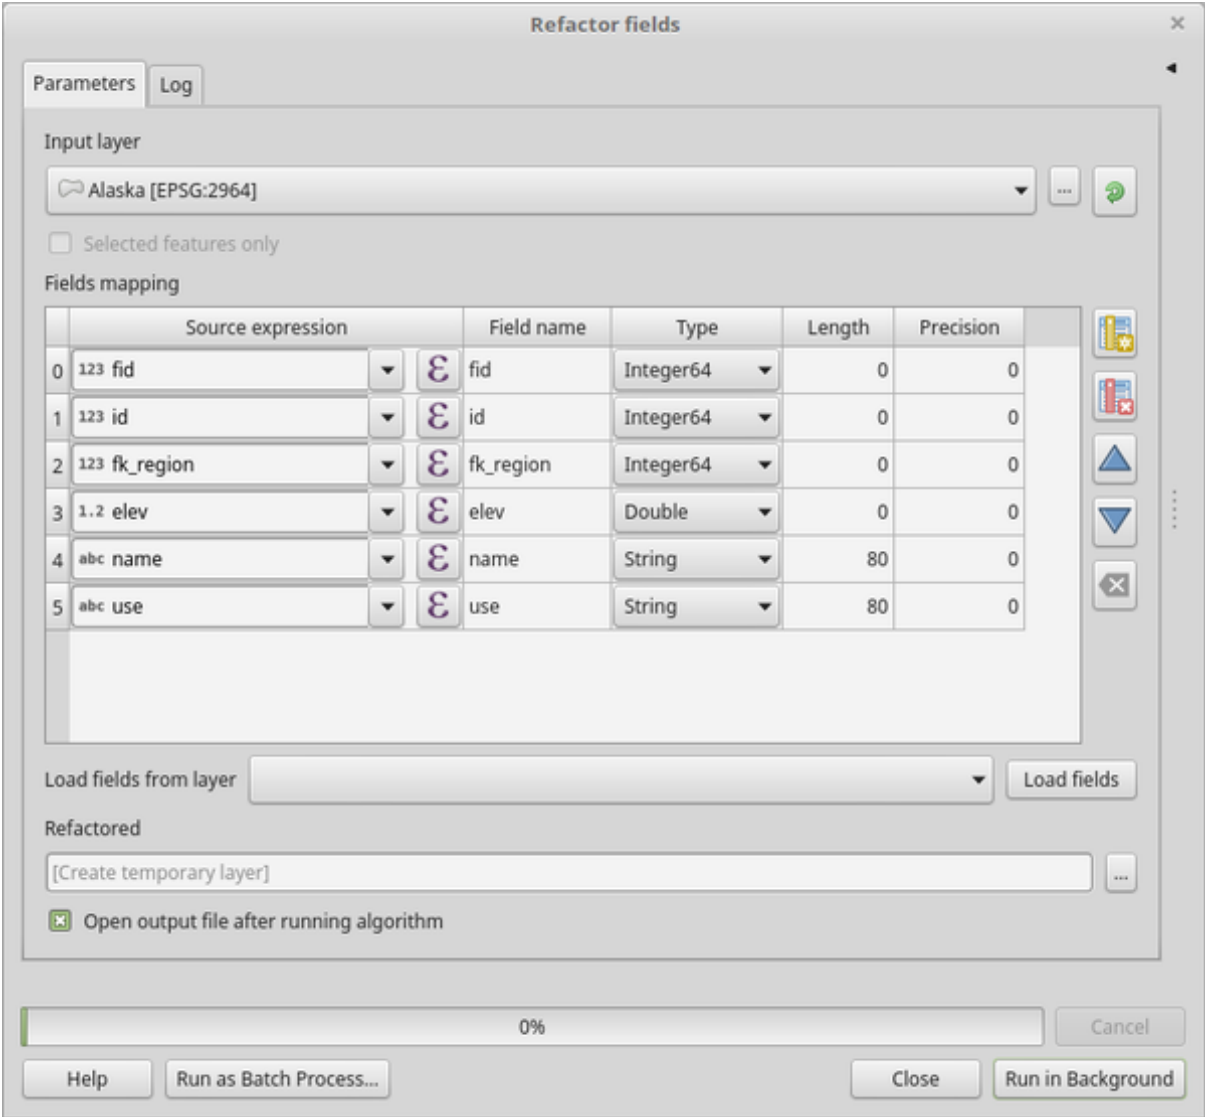 Refactor fields
Parameters Log
Input layer
Alaska [EPSG:2964]
...
Selected features only
Fields mapping
Source expression Field name Type Length Precision
0 123 fid ε fid Integer64 0 0
1 123 id ε id Integer64 0 0
2 123 fk_region ε fk_region Integer64 0 0
3 1.2 elev ε elev Double 0 0
4 abc name ε name String 80 0
5 abc use ε use String 80 0
Load fields from layer Load fields
Refactored
[Create temporary layer]
...
Open output file after running algorithm
0% Cancel
Help Run as Batch Process... Close Run in Background